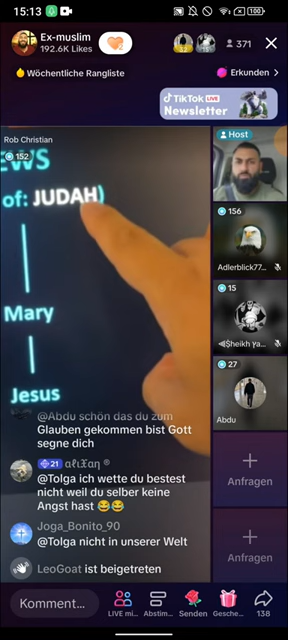 15:13
100
Ex-muslim
192.6K Likes
371
Wöchentliche Rangliste
Erkunden
TikTok LIVE
Newsletter
Rob Christian
152
EWS
of: JUDAH)
Mary
Jesus
Host
156
Adlerblick77...
15
27
Abdu
@Abdu schön das du zum
Glauben gekommen bist Gott
segne dich
21
@Tolga ich wette du bestest
nicht weil du selber keine
Angst hast 😂😂
Joga_Bonito_90
@Tolga nicht in unserer Welt
LeoGoat ist beigetreten
Anfragen
Anfragen
Komment...
LIVE mi...
Abstim...
Senden
Gesche...
138